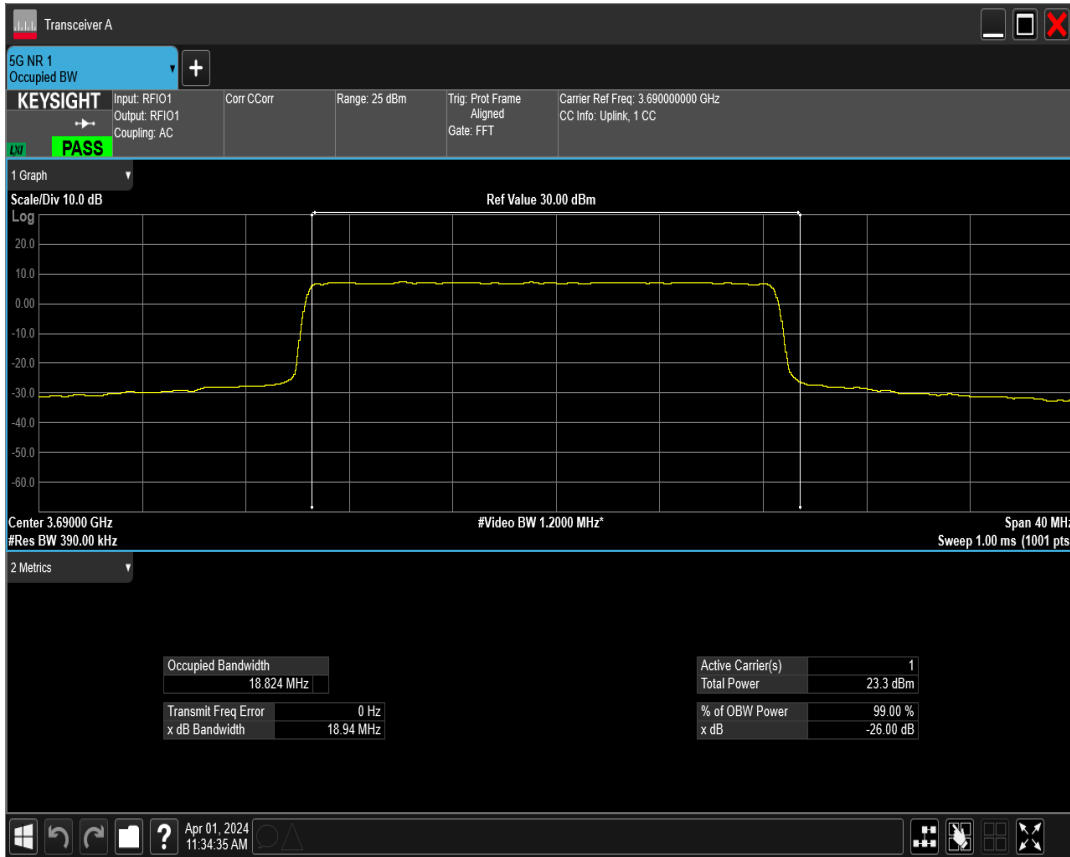 Transceiver A
5G NR 1
Occupied BW
KEYSIGHT
LXI
PASS
Input: RFIO1
Output: RFIO1
Coupling: AC
Corr CCorr
Range: 25 dBm
Trig: Prot Frame
Aligned
Gate: FFT
Carrier Ref Freq: 3.690000000 GHz
CC Info: Uplink, 1 CC
1 Graph
Scale/Div 10.0 dB
Ref Value 30.00 dBm
Log
20.0
10.0
0.00
-10.0
-20.0
-30.0
-40.0
-50.0
-60.0
Center 3.69000 GHz
#Video BW 1.2000 MHz*
Span 40 MHz
#Res BW 390.00 kHz
Sweep 1.00 ms (1001 pts
2 Metrics
Occupied Bandwidth
18.824 MHz
Transmit Freq Error 0 Hz
x dB Bandwidth 18.94 MHz
Active Carrier(s) 1
Total Power 23.3 dBm
% of OBW Power 99.00 %
x dB -26.00 dB
?
Apr 01, 2024
11:34:35 AM